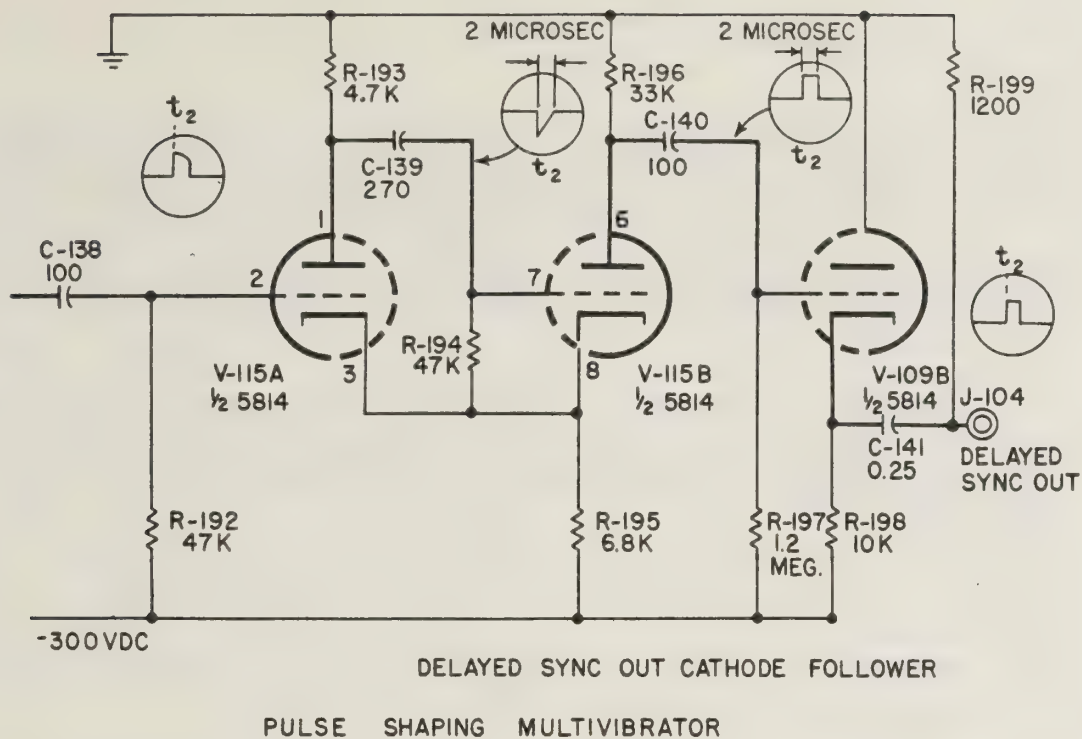 2 MICROSEC
2 MICROSEC
R-193
4.7K
R-196
33K
R-199
1200
t₂
C-139
270
t₂
C-140
100
t₂
1
6
C-138
100
2
7
t₂
R-194
47K
3
8
V-115A
½ 5814
V-115B
½ 5814
V-109B
½ 5814
J-104
C-141
0.25
DELAYED
SYNC OUT
R-192
47K
R-195
6.8K
R-197
1.2
MEG.
R-198
10K
-300VDC
DELAYED SYNC OUT CATHODE FOLLOWER
PULSE SHAPING MULTIVIBRATOR